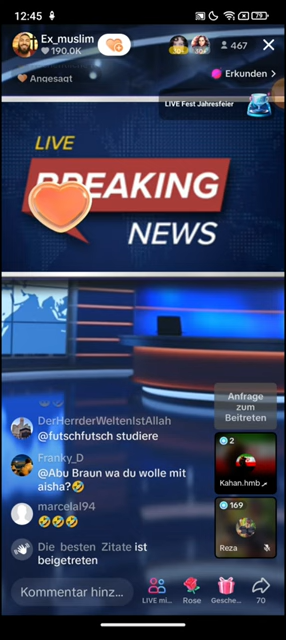 12:45
79
Ex_muslim
190.0K
467
Angesagt
Erkunden >
LIVE Fest Jahresfeier
LIVE
BREAKING
NEWS
Anfrage
zum
Beitreten
DerHerrderWeltenIstAllah
@futschfutsch studiere
2
Kahan.hmb
Franky_D
@Abu Braun wa du wolle mit
aisha?🤣
marcelal94
🤣🤣🤣
169
Reza
Die besten Zitate ist
beigetreten
Kommentar hinz...
LIVE mi...
Rose
Gesche...
70